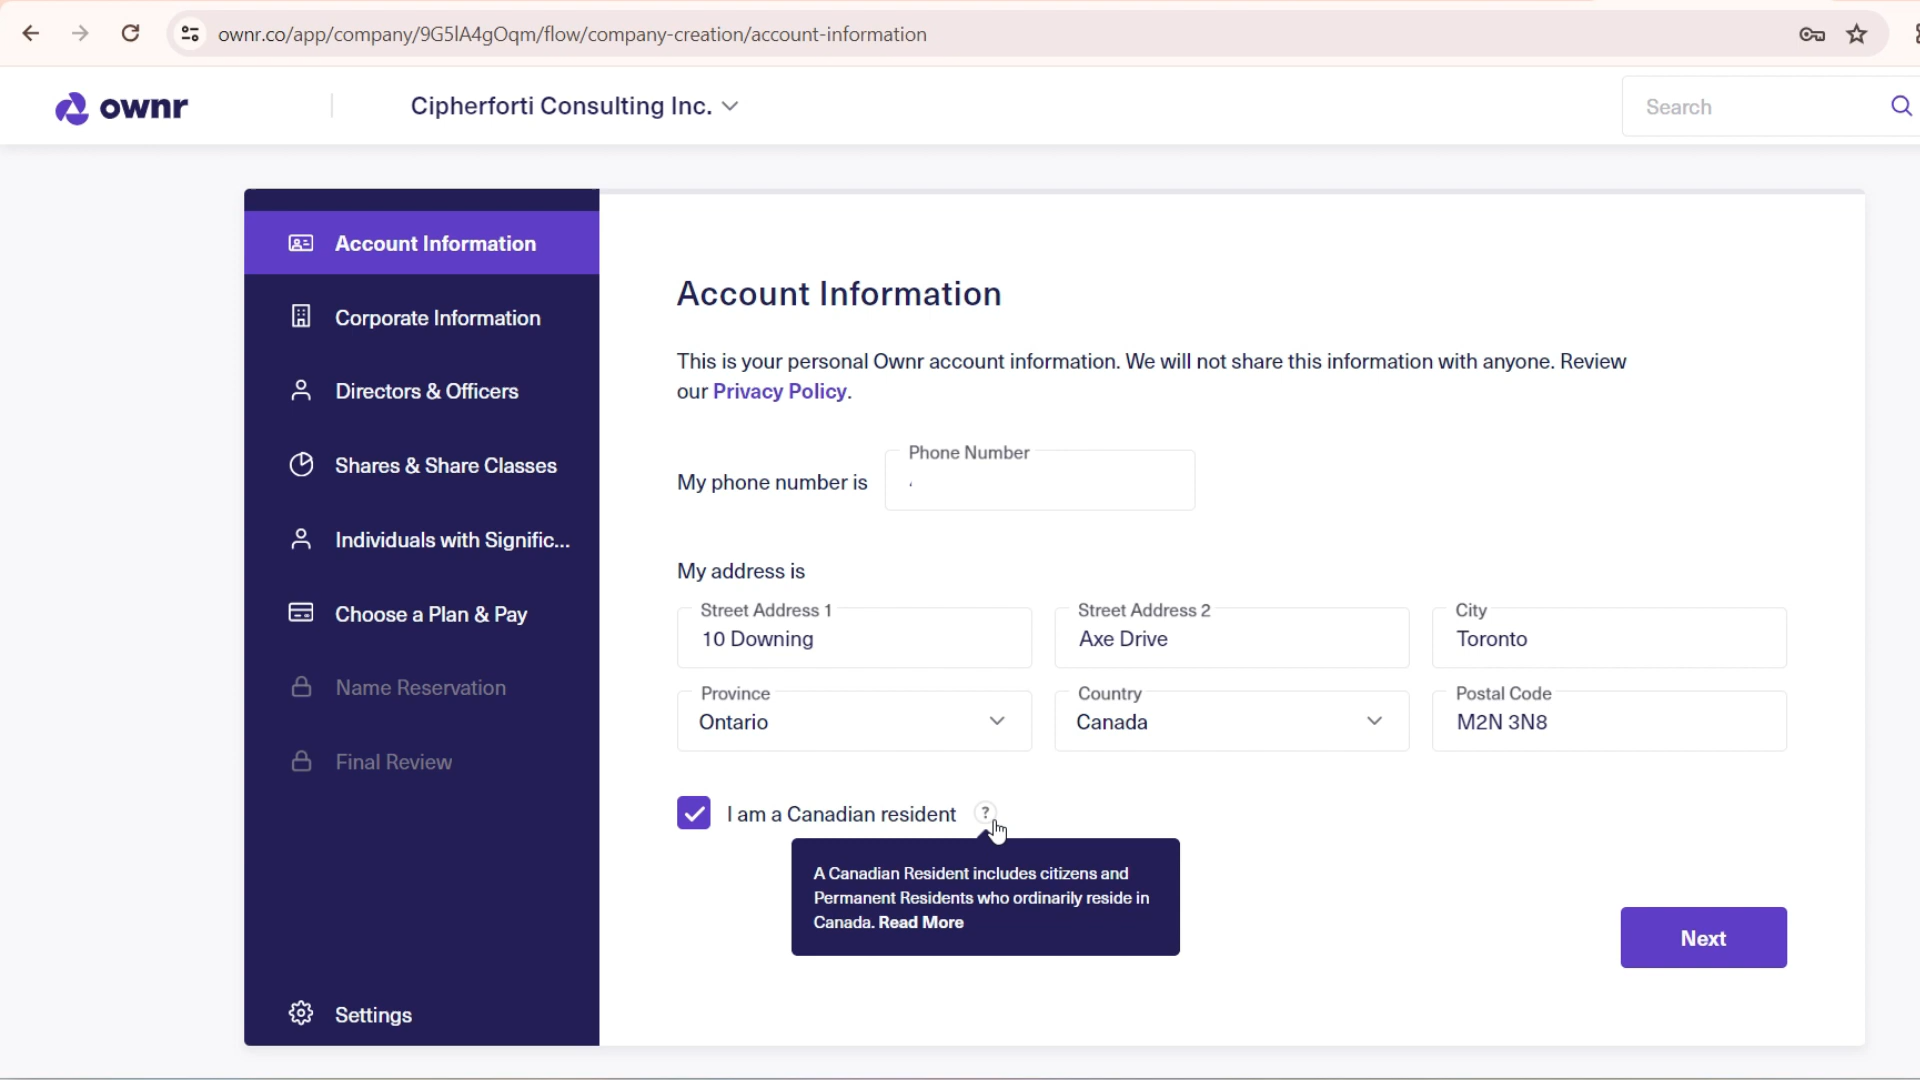 ownr.co/app/company/9G5lA4gOqm/flow/company-creation/account-information
ownr
Cipherforti Consulting Inc.
Search
Account Information
Corporate Information
Directors & Officers
Shares & Share Classes
Individuals with Signific...
Choose a Plan & Pay
Name Reservation
Final Review
Settings
Account Information
This is your personal Ownr account information. We will not share this information with anyone. Review
our Privacy Policy.
Phone Number
My phone number is
My address is
Street Address 1
10 Downing
Street Address 2
Axe Drive
City
Toronto
Province
Ontario
Country
Canada
Postal Code
M2N 3N8
I am a Canadian resident ?
A Canadian Resident includes citizens and
Permanent Residents who ordinarily reside in
Canada. Read More
Next